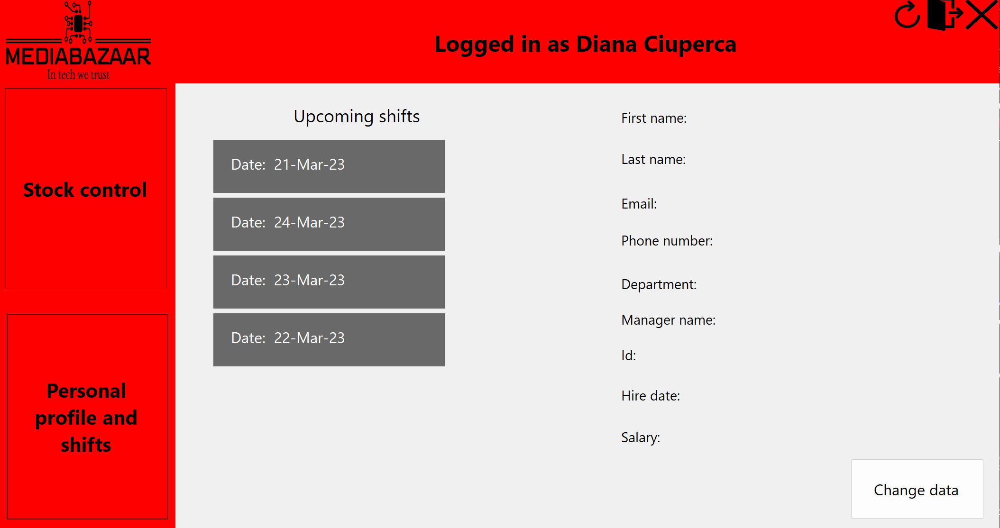 MEDIABAZAAR
In tech we trust
Logged in as Diana Ciuperca
Stock control
Personal
profile and
shifts
Upcoming shifts
Date: 21-Mar-23
Date: 24-Mar-23
Date: 23-Mar-23
Date: 22-Mar-23
First name:
Last name:
Email:
Phone number:
Department:
Manager name:
Id:
Hire date:
Salary:
Change data